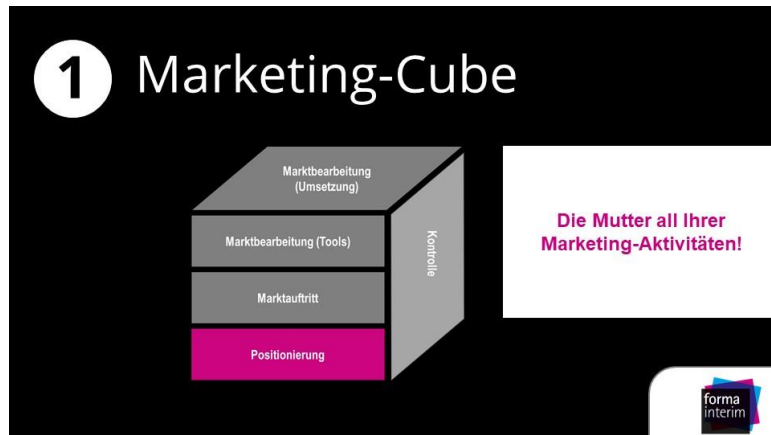 1 Marketing-Cube
Marktbearbeitung
(Umsetzung)
Marktbearbeitung (Tools)
Marktauftritt
Positionierung
Kontrolle
Die Mutter all Ihrer
Marketing-Aktivitäten!
forma
interim